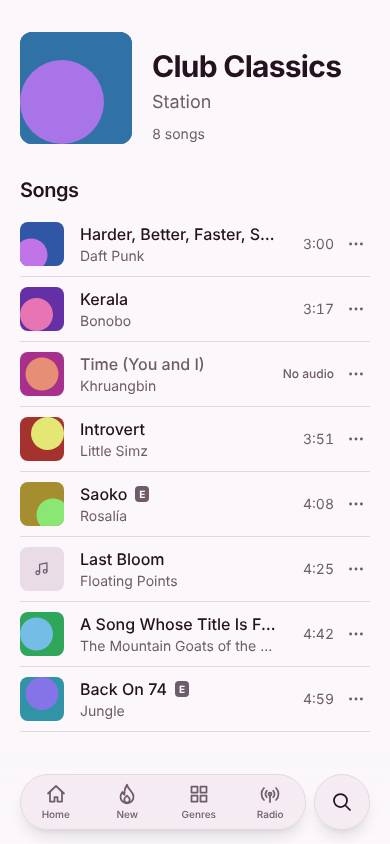 Club Classics
Station
8 songs
Songs
Harder, Better, Faster, S...
3:00
Daft Punk
Kerala
3:17
Bonobo
Time (You and I)
No audio
Khruangbin
Introvert
3:51
Little Simz
Saoko E
4:08
Rosalía
Last Bloom
4:25
Floating Points
A Song Whose Title Is F...
4:42
The Mountain Goats of the ...
Back On 74 E
4:59
Jungle
Home
New
Genres
Radio